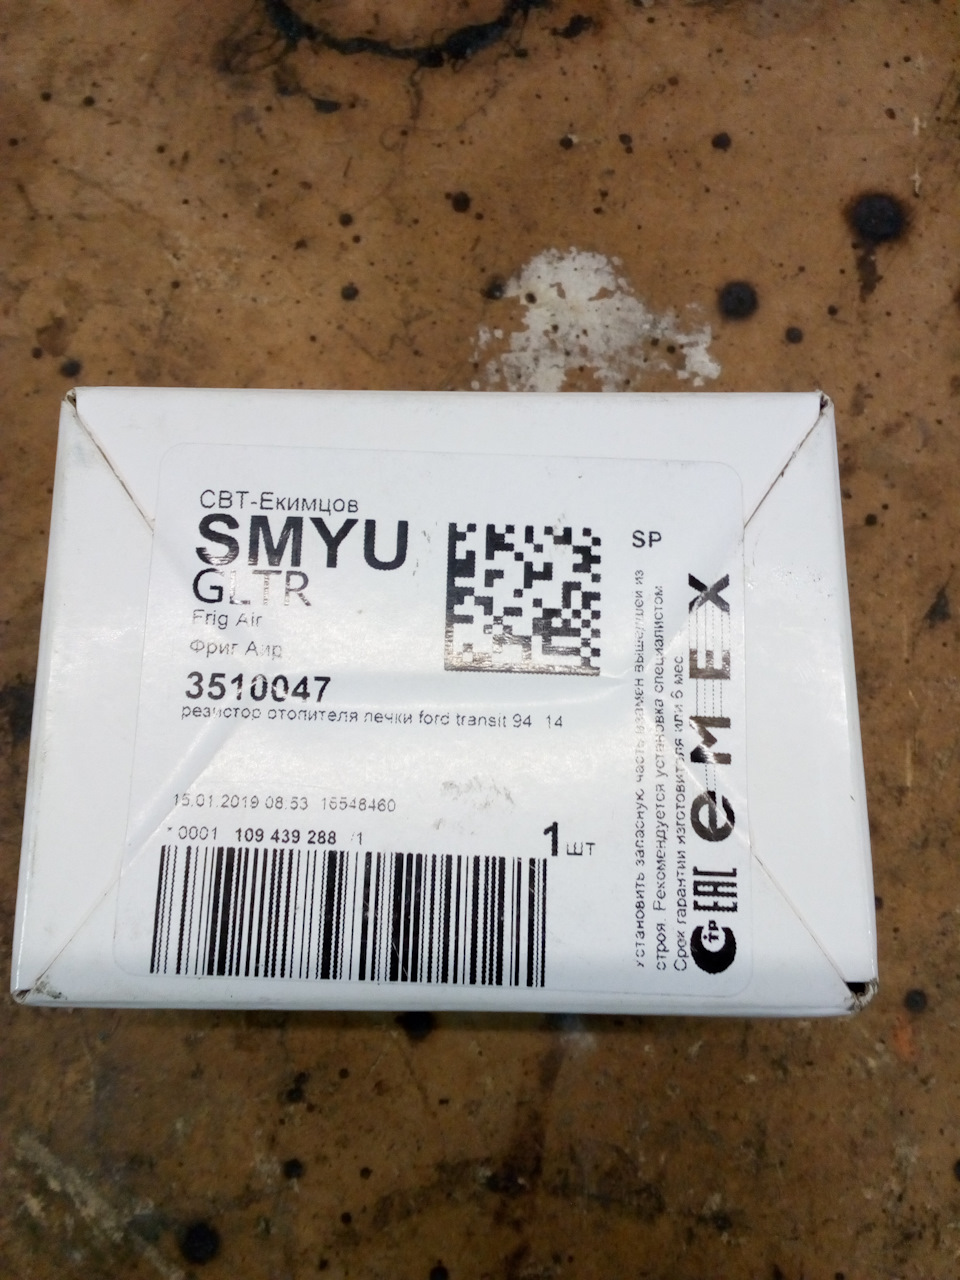 СВТ-Екимцов
SMYU
GLTR
Frig Air
Фриг Аир
3510047
резистор отопителя печки ford transit 94 14
15.01.2019 08:53 16548460
*0001 109 439 288 /1
1 шт
SP
установить запасную часть взамен вышедшей из
строя. Рекомендуется установка специалистом
Срок гарантии изготовителя или 6 мес
EAC
emEX